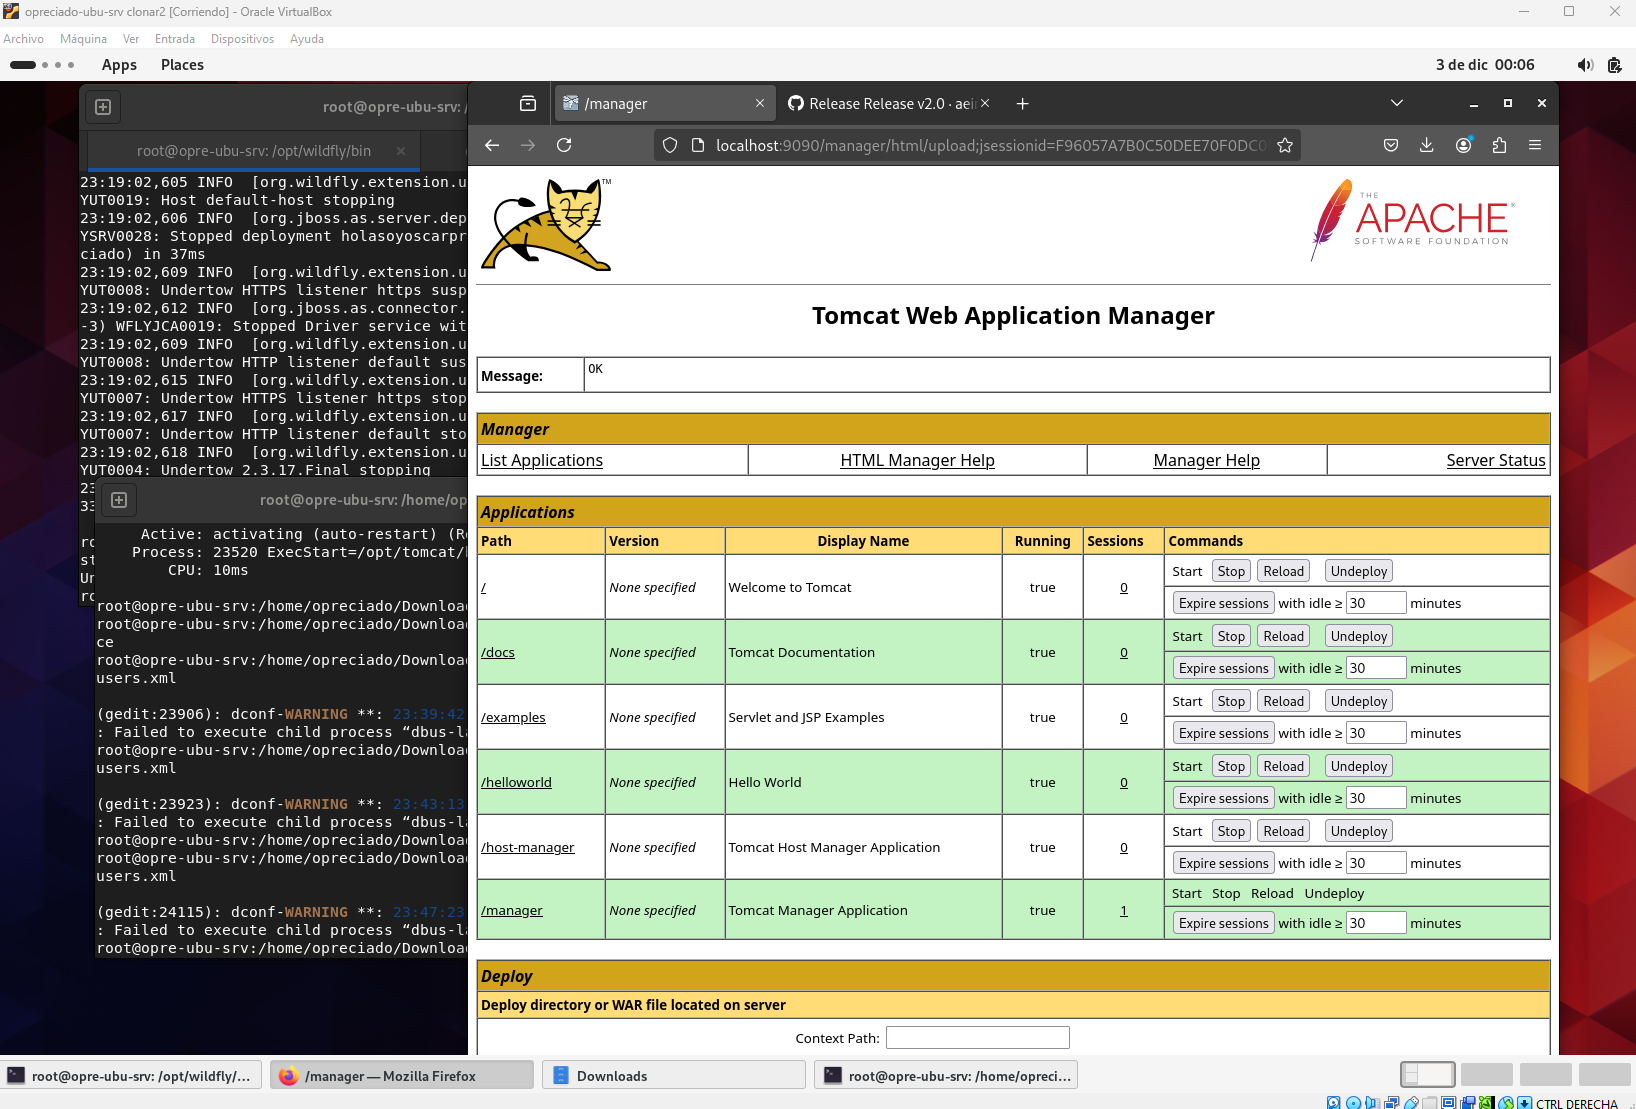 opreciado-ubu-srv clonar2 [Corriendo] - Oracle VirtualBox
Archivo Máquina Ver Entrada Dispositivos Ayuda
Apps Places 3 de dic 00:06
root@opre-ubu-srv: /
root@opre-ubu-srv: /opt/wildfly/bin
23:19:02,605 INFO [org.wildfly.extension.u
YUT0019: Host default-host stopping
23:19:02,606 INFO [org.jboss.as.server.dep
YSRV0028: Stopped deployment holasoyoscarpr
ciado) in 37ms
23:19:02,609 INFO [org.wildfly.extension.u
YUT0008: Undertow HTTPS listener https susp
23:19:02,612 INFO [org.jboss.as.connector.
-3) WFLYJCA0019: Stopped Driver service wit
23:19:02,609 INFO [org.wildfly.extension.u
YUT0008: Undertow HTTP listener default sus
23:19:02,615 INFO [org.wildfly.extension.u
YUT0007: Undertow HTTPS listener https stop
23:19:02,617 INFO [org.wildfly.extension.u
YUT0007: Undertow HTTP listener default sto
23:19:02,618 INFO [org.wildfly.extension.u
YUT0004: Undertow 2.3.17.Final stopping
23
33
ro
st
Un
ro
root@opre-ubu-srv: /home/op
Active: activating (auto-restart) (Re
Process: 23520 ExecStart=/opt/tomcat/
CPU: 10ms
root@opre-ubu-srv:/home/opreciado/Download
root@opre-ubu-srv:/home/opreciado/Download
ce
root@opre-ubu-srv:/home/opreciado/Download
users.xml
(gedit:23906): dconf-WARNING **: 23:39:42
: Failed to execute child process “dbus-la
root@opre-ubu-srv:/home/opreciado/Download
users.xml
(gedit:23923): dconf-WARNING **: 23:43:13
: Failed to execute child process “dbus-la
root@opre-ubu-srv:/home/opreciado/Download
root@opre-ubu-srv:/home/opreciado/Download
users.xml
(gedit:24115): dconf-WARNING **: 23:47:23
: Failed to execute child process “dbus-la
root@opre-ubu-srv:/home/opreciado/Download
/manager Release Release v2.0 · aei
localhost:9090/manager/html/upload;jsessionid=F96057A7B0C50DEE70F0DC0
TM
THE
APACHE®
SOFTWARE FOUNDATION
Tomcat Web Application Manager
Message: OK
Manager
List Applications HTML Manager Help Manager Help Server Status
Applications
Path Version Display Name Running Sessions Commands
/ None specified Welcome to Tomcat true 0 Start Stop Reload Undeploy
Expire sessions with idle ≥ 30 minutes
/docs None specified Tomcat Documentation true 0 Start Stop Reload Undeploy
Expire sessions with idle ≥ 30 minutes
/examples None specified Servlet and JSP Examples true 0 Start Stop Reload Undeploy
Expire sessions with idle ≥ 30 minutes
/helloworld None specified Hello World true 0 Start Stop Reload Undeploy
Expire sessions with idle ≥ 30 minutes
/host-manager None specified Tomcat Host Manager Application true 0 Start Stop Reload Undeploy
Expire sessions with idle ≥ 30 minutes
/manager None specified Tomcat Manager Application true 1 Start Stop Reload Undeploy
Expire sessions with idle ≥ 30 minutes
Deploy
Deploy directory or WAR file located on server
Context Path:
root@opre-ubu-srv: /opt/wildfly/... /manager — Mozilla Firefox Downloads root@opre-ubu-srv: /home/opreci...
CTRL DERECHA